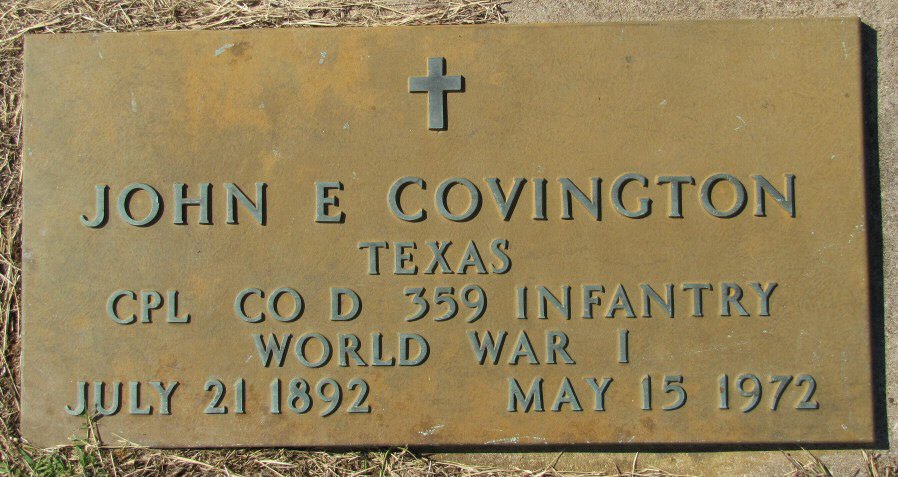 JOHN E COVINGTON
TEXAS
CPL CO D 359 INFANTRY
WORLD WAR I
JULY 21 1892 MAY 15 1972